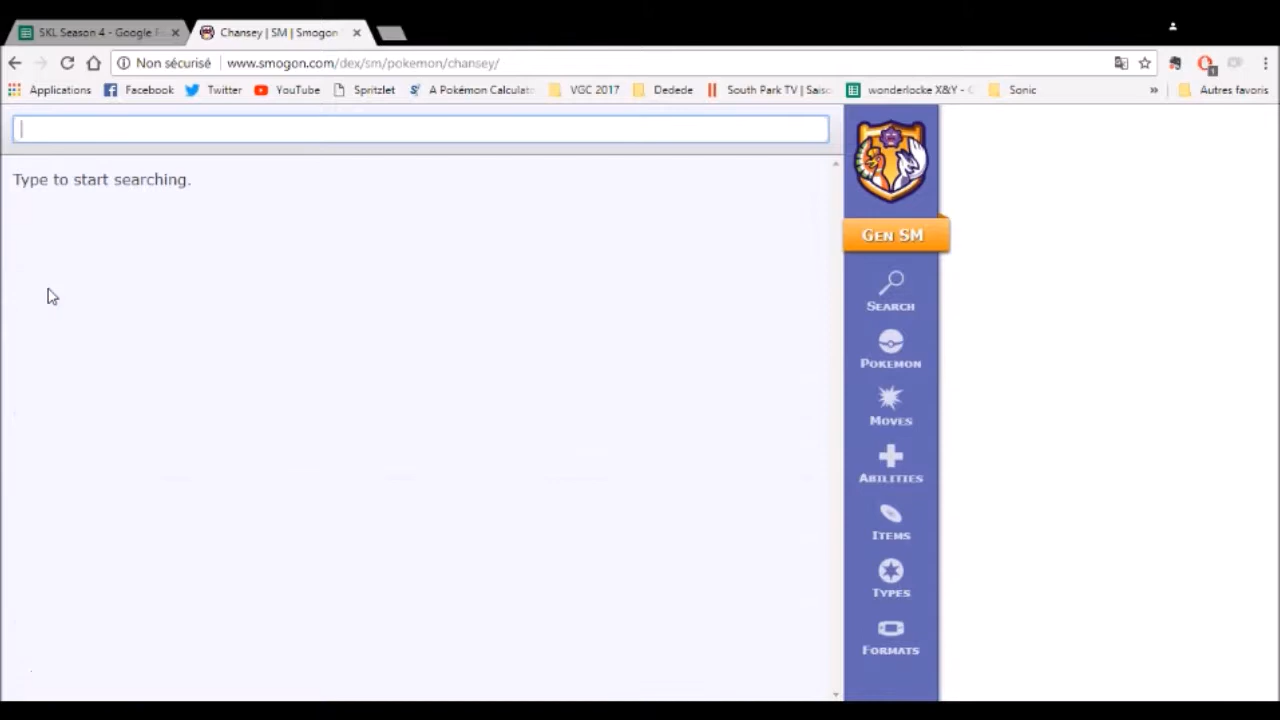 SKL Season 4 - Google F
Chansey | SM | Smogon
Non sécurisé www.smogon.com/dex/sm/pokemon/chansey/
Applications Facebook Twitter YouTube Spritzlet A Pokémon Calculat VGC 2017 Dedede South Park TV | Saiso wonderlocke X&Y - Sonic » Autres favoris
Type to start searching.
GEN SM
SEARCH
POKEMON
MOVES
ABILITIES
ITEMS
TYPES
FORMATS